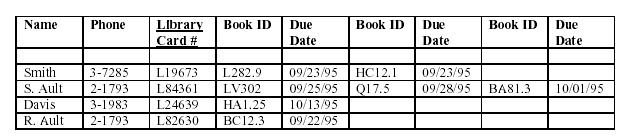 Name Phone Library Book ID Due Book ID Due Book ID Due
Card # Date Date Date
Smith 3-7285 L19673 L282.9 09/23/95 HC12.1 09/23/95
S. Ault 2-1793 L84361 LV302 09/25/95 Q17.5 09/28/95 BA81.3 10/01/95
Davis 3-1983 L24639 HA1.25 10/13/95
R. Ault 2-1793 L82630 BC12.3 09/22/95